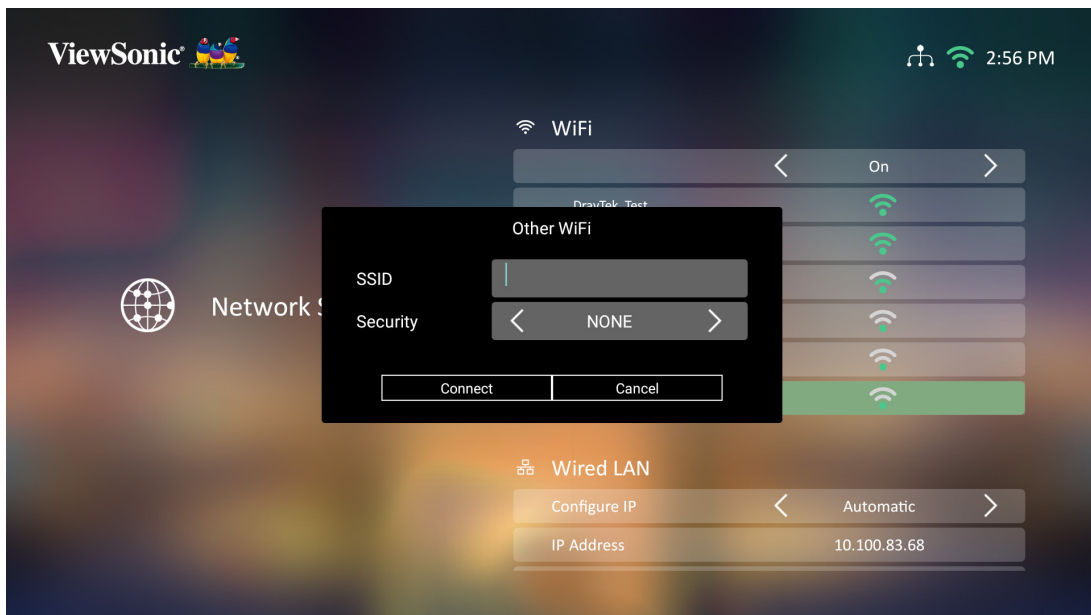 ViewSonic®
2:56 PM
WiFi
On
DrayTek_Test
Other WiFi
SSID
Network S
Security
NONE
Connect
Cancel
Wired LAN
Configure IP
Automatic
IP Address
10.100.83.68